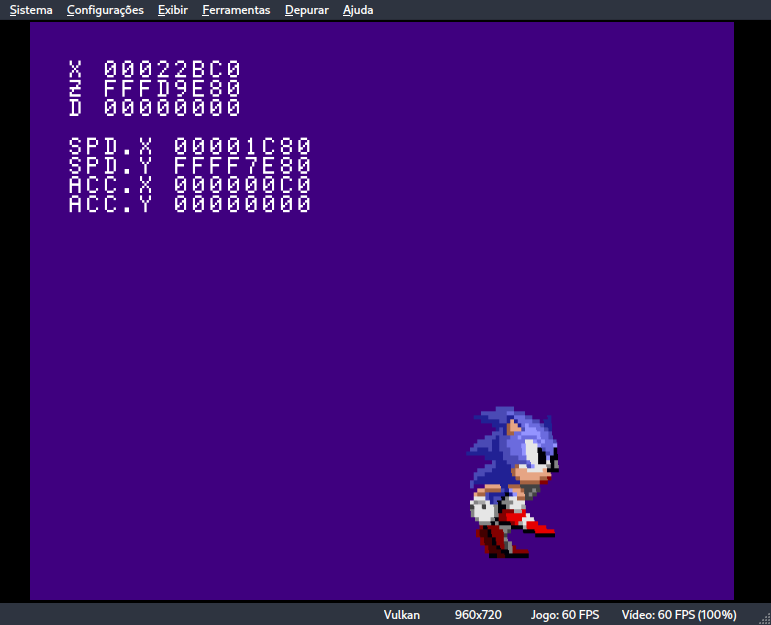 Sistema Configurações Exibir Ferramentas Depurar Ajuda
X 00022BC0
Z FFFD9E80
D 00000000
SPD.X 00001C80
SPD.Y FFFF7E80
ACC.X 000000C0
ACC.Y 00000000
Vulkan 960x720 Jogo: 60 FPS Vídeo: 60 FPS (100%)